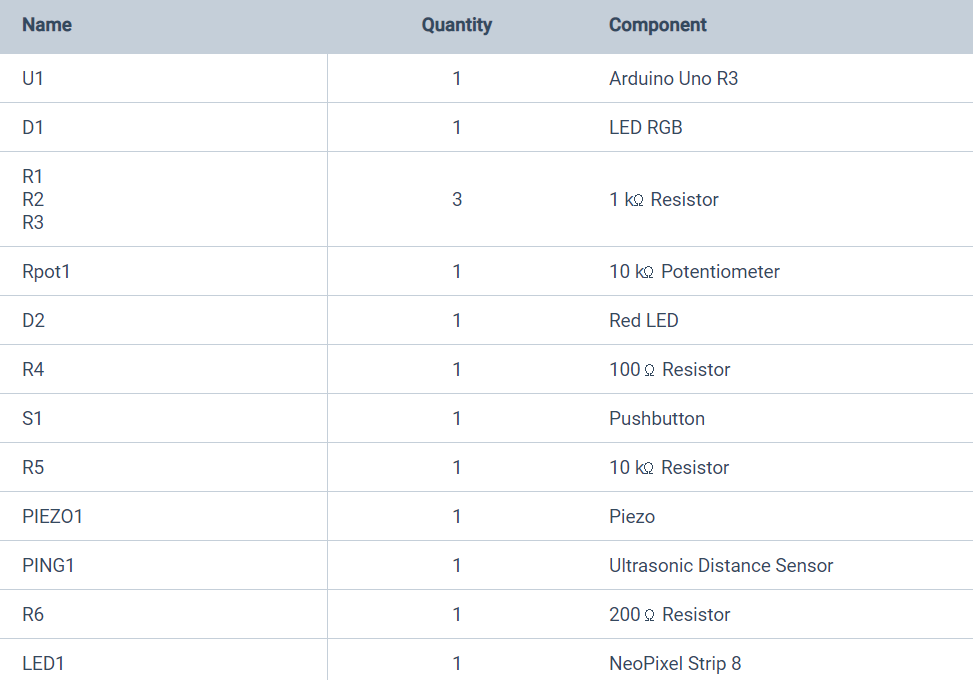 Name Quantity Component
U1 1 Arduino Uno R3
D1 1 LED RGB
R1
R2 3 1 kΩ Resistor
R3
Rpot1 1 10 kΩ Potentiometer
D2 1 Red LED
R4 1 100 Ω Resistor
S1 1 Pushbutton
R5 1 10 kΩ Resistor
PIEZO1 1 Piezo
PING1 1 Ultrasonic Distance Sensor
R6 1 200 Ω Resistor
LED1 1 NeoPixel Strip 8